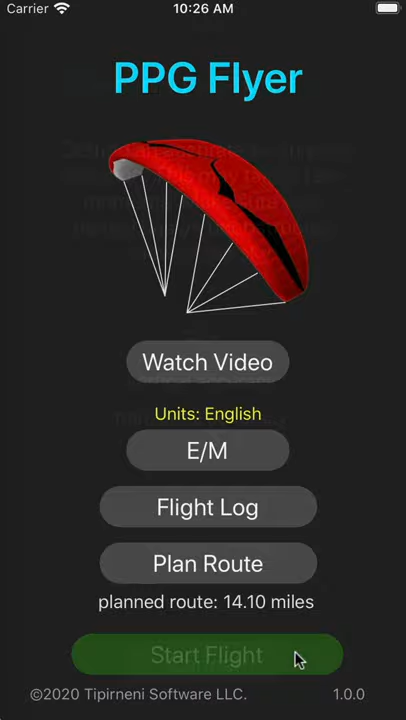 Carrier 10:26 AM
PPG Flyer
Watch Video
Units: English
E/M
Flight Log
Plan Route
planned route: 14.10 miles
Start Flight
©2020 Tipirneni Software LLC. 1.0.0